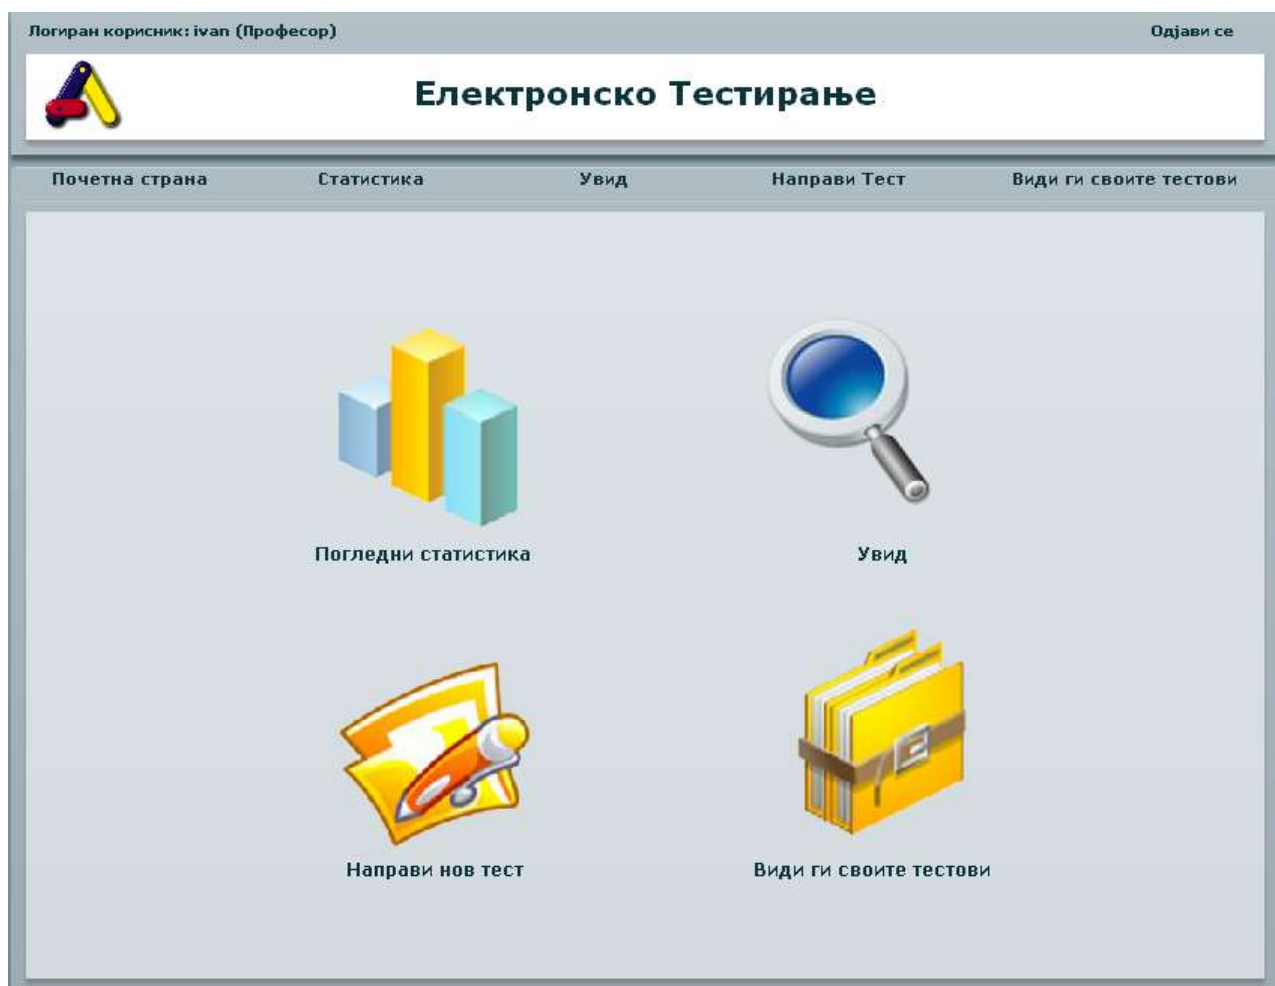 Логиран корисник: ivan (Професор) Одјави се
Електронско Тестирање
Почетна страна Статистика Увид Направи Тест Види ги своите тестови
Погледни статистика Увид
Направи нов тест Види ги своите тестови